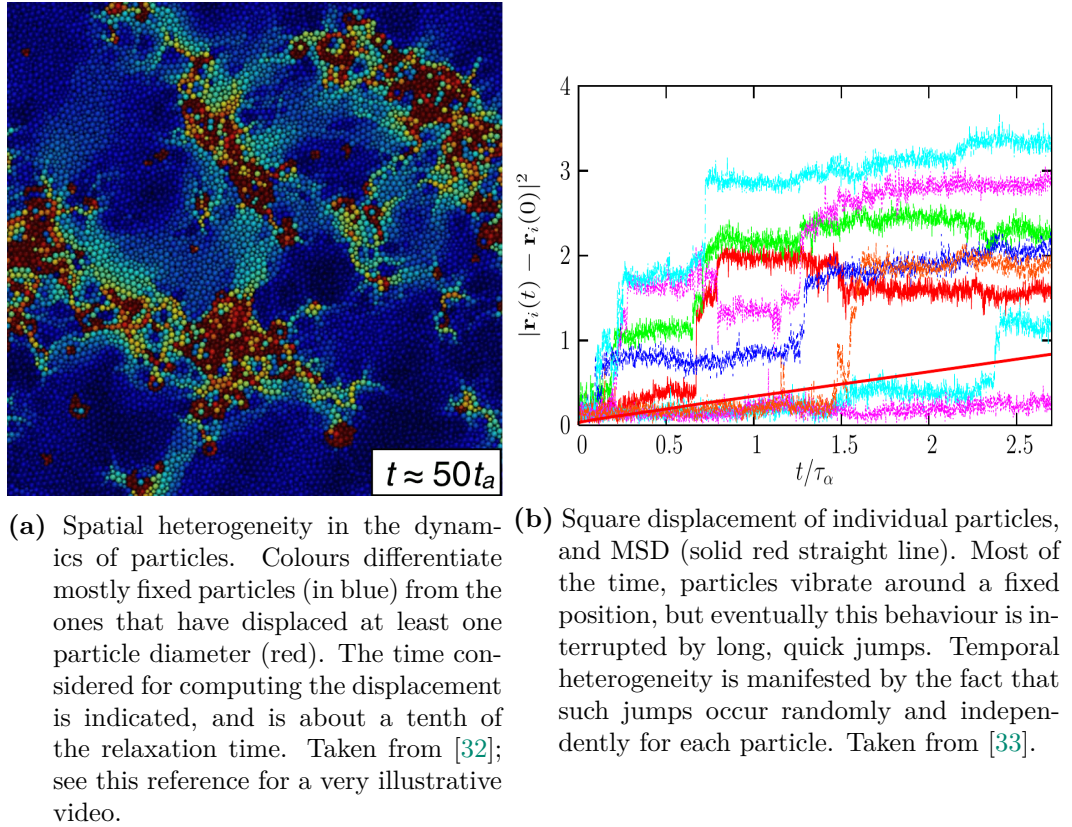 t ≈ 50t_a
(a) Spatial heterogeneity in the dynam-
ics of particles. Colours differentiate
mostly fixed particles (in blue) from the
ones that have displaced at least one
particle diameter (red). The time con-
sidered for computing the displacement
is indicated, and is about a tenth of
the relaxation time. Taken from [32];
see this reference for a very illustrative
video.
4
3
2
1
0
|r_i(t) − r_i(0)|^2
0 0.5 1 1.5 2 2.5
t/τ_α
(b) Square displacement of individual particles,
and MSD (solid red straight line). Most of
the time, particles vibrate around a fixed
position, but eventually this behaviour is in-
terrupted by long, quick jumps. Temporal
heterogeneity is manifested by the fact that
such jumps occur randomly and indepen-
dently for each particle. Taken from [33].